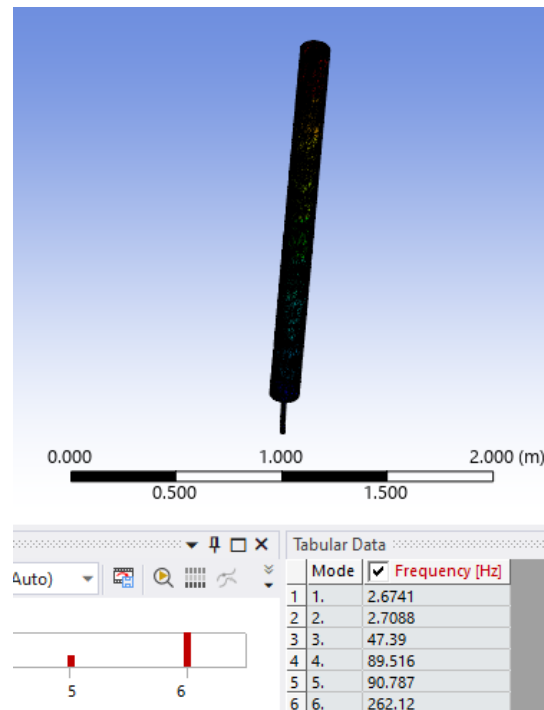 0.000 1.000 2.000 (m)
0.500 1.500
Tabular Data
Auto)
Mode Frequency [Hz]
1 1. 2.6741
2 2. 2.7088
3 3. 47.39
4 4. 89.516
5 5. 90.787
6 6. 262.12
5 6